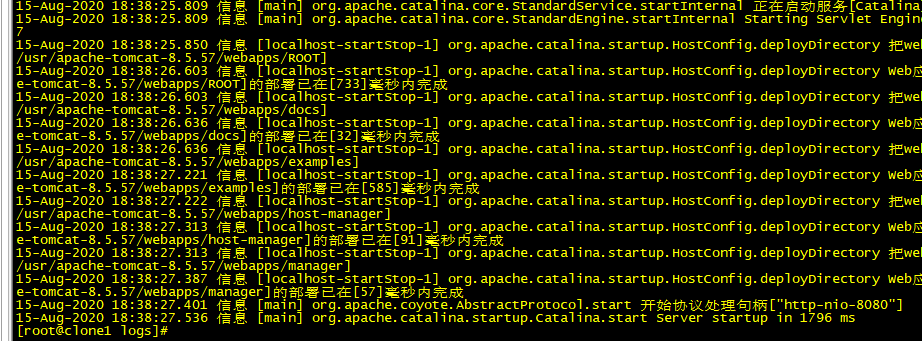 15-Aug-2020 18:38:25.809 信息 [main] org.apache.catalina.core.StandardService.startInternal 正在启动服务[Catalina
15-Aug-2020 18:38:25.809 信息 [main] org.apache.catalina.core.StandardEngine.startInternal Starting Servlet Engin
7
15-Aug-2020 18:38:25.850 信息 [localhost-startStop-1] org.apache.catalina.startup.HostConfig.deployDirectory 把we
/usr/apache-tomcat-8.5.57/webapps/ROOT]
15-Aug-2020 18:38:26.603 信息 [localhost-startStop-1] org.apache.catalina.startup.HostConfig.deployDirectory Web应
e-tomcat-8.5.57/webapps/ROOT]的部署已在[733]毫秒内完成
15-Aug-2020 18:38:26.603 信息 [localhost-startStop-1] org.apache.catalina.startup.HostConfig.deployDirectory 把we
/usr/apache-tomcat-8.5.57/webapps/docs]
15-Aug-2020 18:38:26.636 信息 [localhost-startStop-1] org.apache.catalina.startup.HostConfig.deployDirectory Web应
e-tomcat-8.5.57/webapps/docs]的部署已在[32]毫秒内完成
15-Aug-2020 18:38:26.636 信息 [localhost-startStop-1] org.apache.catalina.startup.HostConfig.deployDirectory 把we
/usr/apache-tomcat-8.5.57/webapps/examples]
15-Aug-2020 18:38:27.221 信息 [localhost-startStop-1] org.apache.catalina.startup.HostConfig.deployDirectory Web应
e-tomcat-8.5.57/webapps/examples]的部署已在[585]毫秒内完成
15-Aug-2020 18:38:27.222 信息 [localhost-startStop-1] org.apache.catalina.startup.HostConfig.deployDirectory 把we
/usr/apache-tomcat-8.5.57/webapps/host-manager]
15-Aug-2020 18:38:27.313 信息 [localhost-startStop-1] org.apache.catalina.startup.HostConfig.deployDirectory Web应
e-tomcat-8.5.57/webapps/host-manager]的部署已在[91]毫秒内完成
15-Aug-2020 18:38:27.313 信息 [localhost-startStop-1] org.apache.catalina.startup.HostConfig.deployDirectory 把we
/usr/apache-tomcat-8.5.57/webapps/manager]
15-Aug-2020 18:38:27.387 信息 [localhost-startStop-1] org.apache.catalina.startup.HostConfig.deployDirectory Web应
e-tomcat-8.5.57/webapps/manager]的部署已在[57]毫秒内完成
15-Aug-2020 18:38:27.401 信息 [main] org.apache.coyote.AbstractProtocol.start 开始协议处理句柄["http-nio-8080"]
15-Aug-2020 18:38:27.536 信息 [main] org.apache.catalina.startup.Catalina.start Server startup in 1796 ms
[root@clone1 logs]#